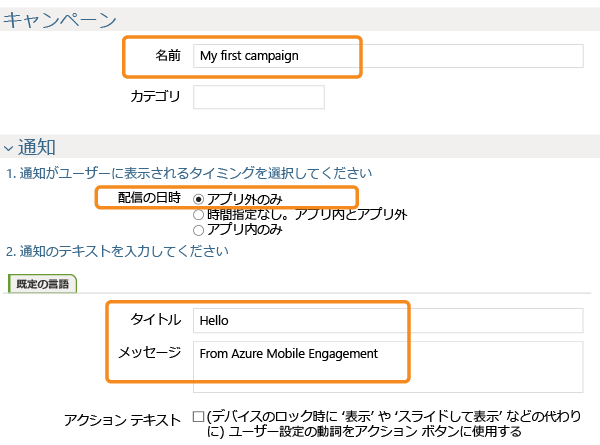 キャンペーン
名前 My first campaign
カテゴリ
通知
1. 通知がユーザーに表示されるタイミングを選択してください
配信の日時 アプリ外のみ
時間指定なし。アプリ内とアプリ外
アプリ内のみ
2. 通知のテキストを入力してください
既定の言語
タイトル Hello
メッセージ From Azure Mobile Engagement
アクション テキスト (デバイスのロック時に ‘表示’ や ‘スライドして表示’ などの代わり
に) ユーザー設定の動詞をアクション ボタンに使用する